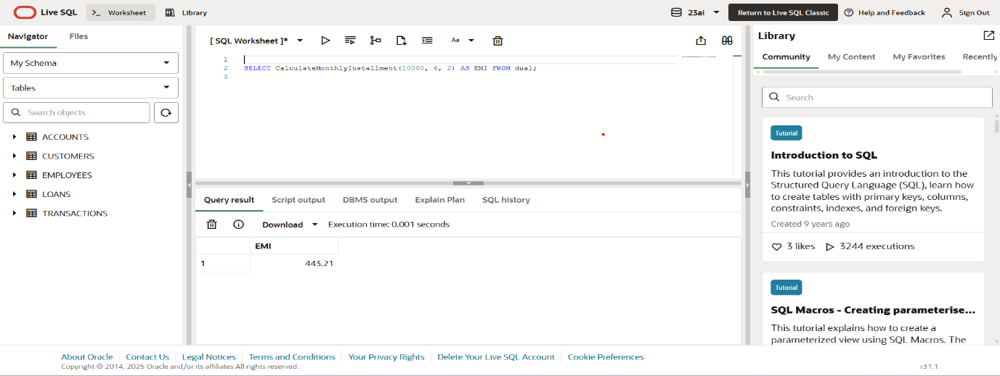 Live SQL
>_ Worksheet
Library
23ai
Return to Live SQL Classic
Help and Feedback
Sign Out
Navigator
Files
My Schema
Tables
Search objects
ACCOUNTS
CUSTOMERS
EMPLOYEES
LOANS
TRANSACTIONS
[ SQL Worksheet ]*
Aa
1
2 SELECT CalculateMonthlyInstallment(10000, 6, 2) AS EMI FROM dual;
3
Query result
Script output
DBMS output
Explain Plan
SQL history
Download
Execution time: 0.001 seconds
EMI
1 443.21
Library
Community
My Content
My Favorites
Recently
Search
Tutorial
Introduction to SQL
This tutorial provides an introduction to the
Structured Query Language (SQL), learn how
to create tables with primary keys, columns,
constraints, indexes, and foreign keys.
Created 9 years ago
3 likes
3244 executions
Tutorial
SQL Macros - Creating parameterise...
This tutorial explains how to create a
parameterized view using SQL Macros. The
About Oracle
Contact Us
Legal Notices
Terms and Conditions
Your Privacy Rights
Delete Your Live SQL Account
Cookie Preferences
Copyright © 2014, 2025 Oracle and/or its affiliates All rights reserved.
r31.1